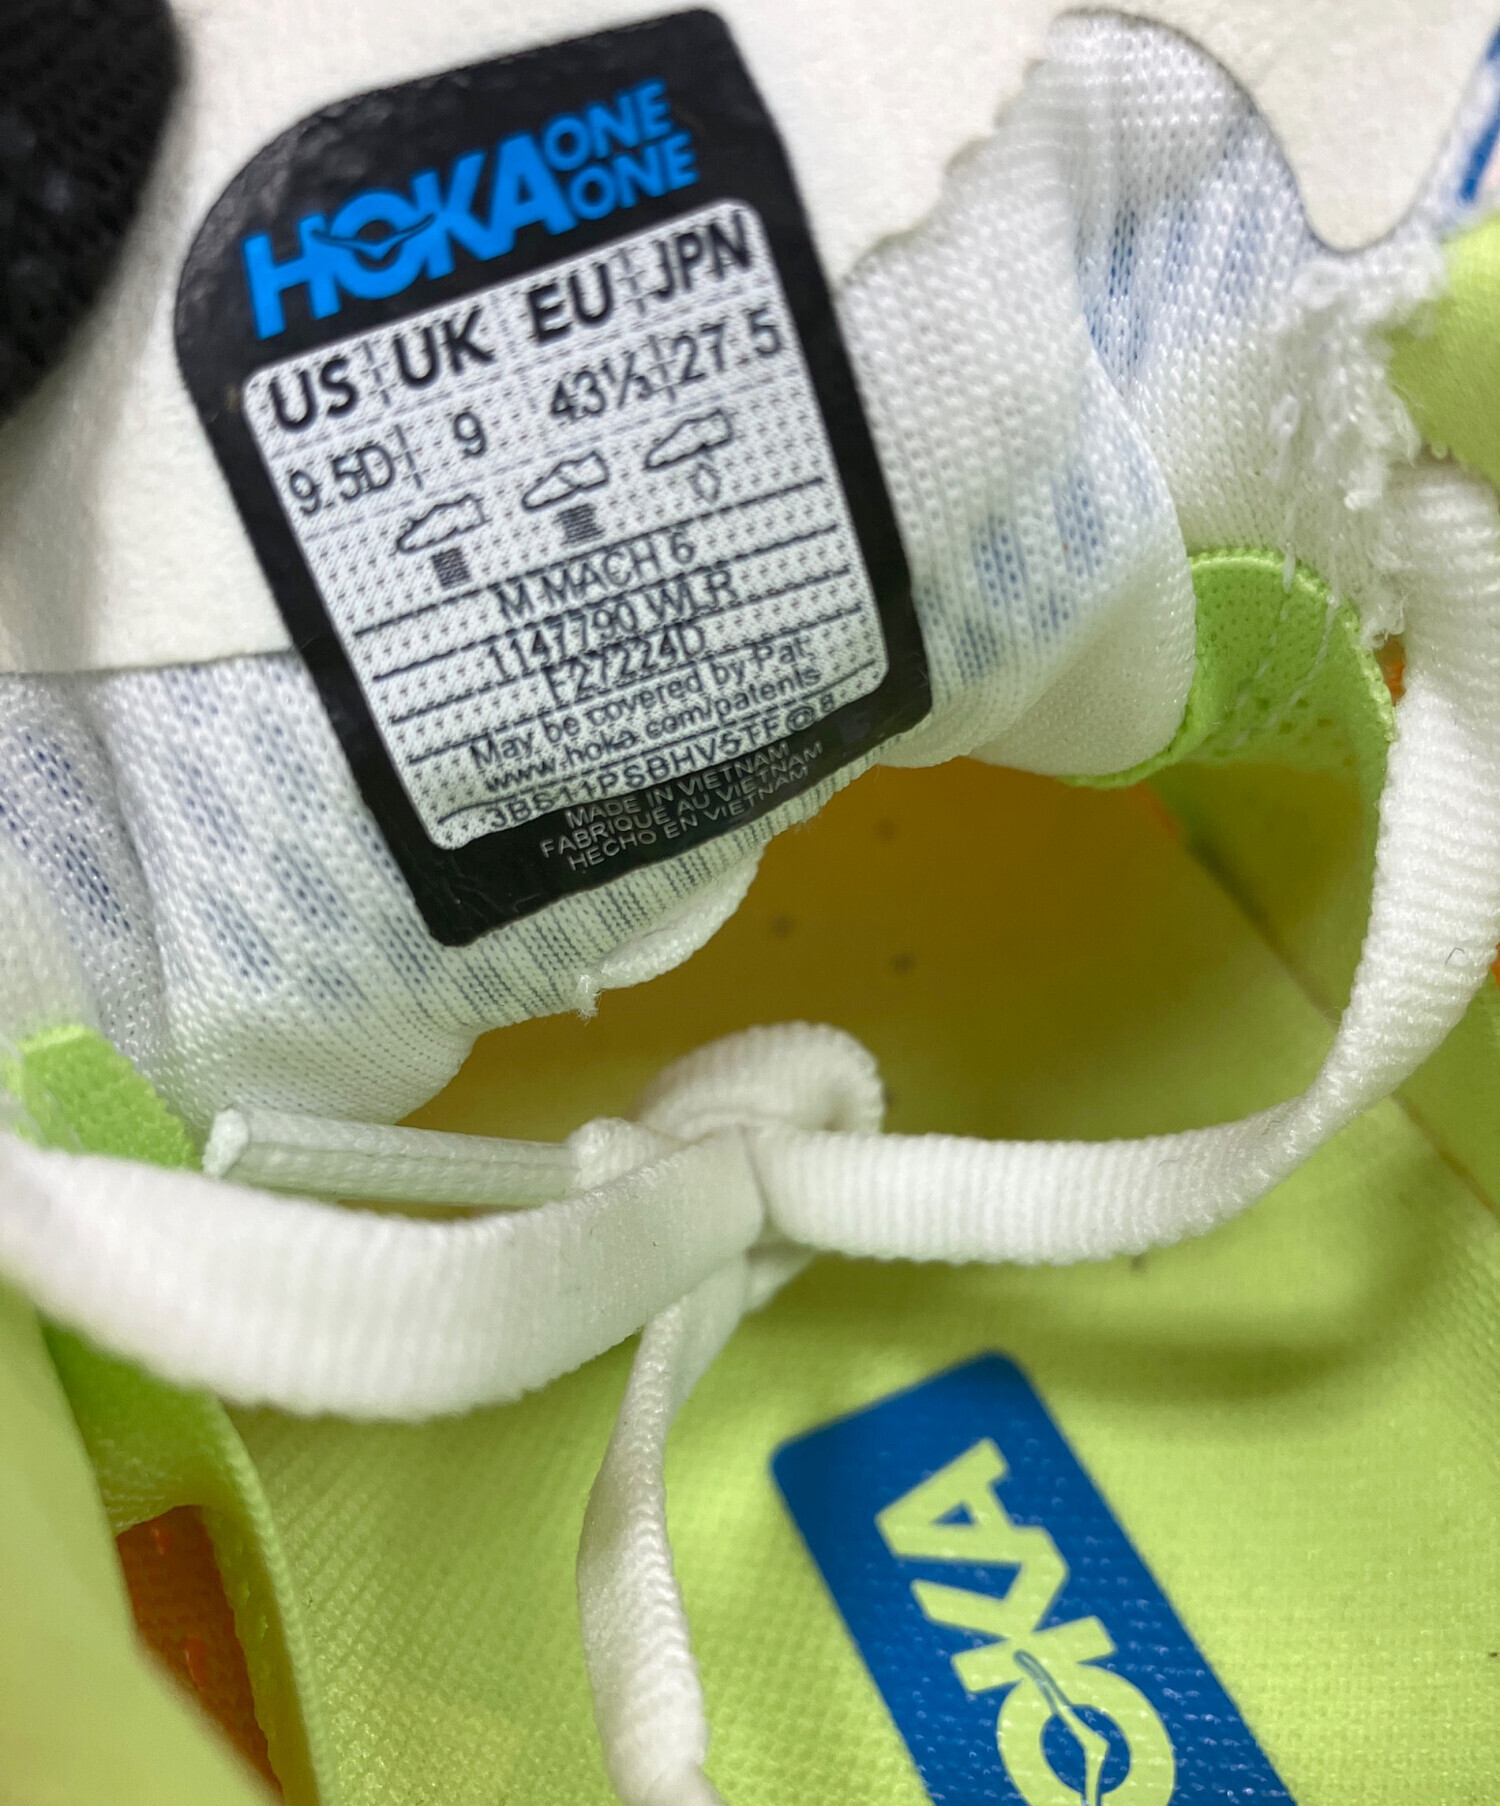 HOKA ONE ONE
US UK EU JPN
9.5D 9 43⅓ 27.5
M MACH 6
1147790 WLR
F27224D
May be covered by Pat
www.hoka.com/patents
MADE IN VIETNAM
FABRIQUE AU VIETNAM
HECHO EN VIETNAM
OKA